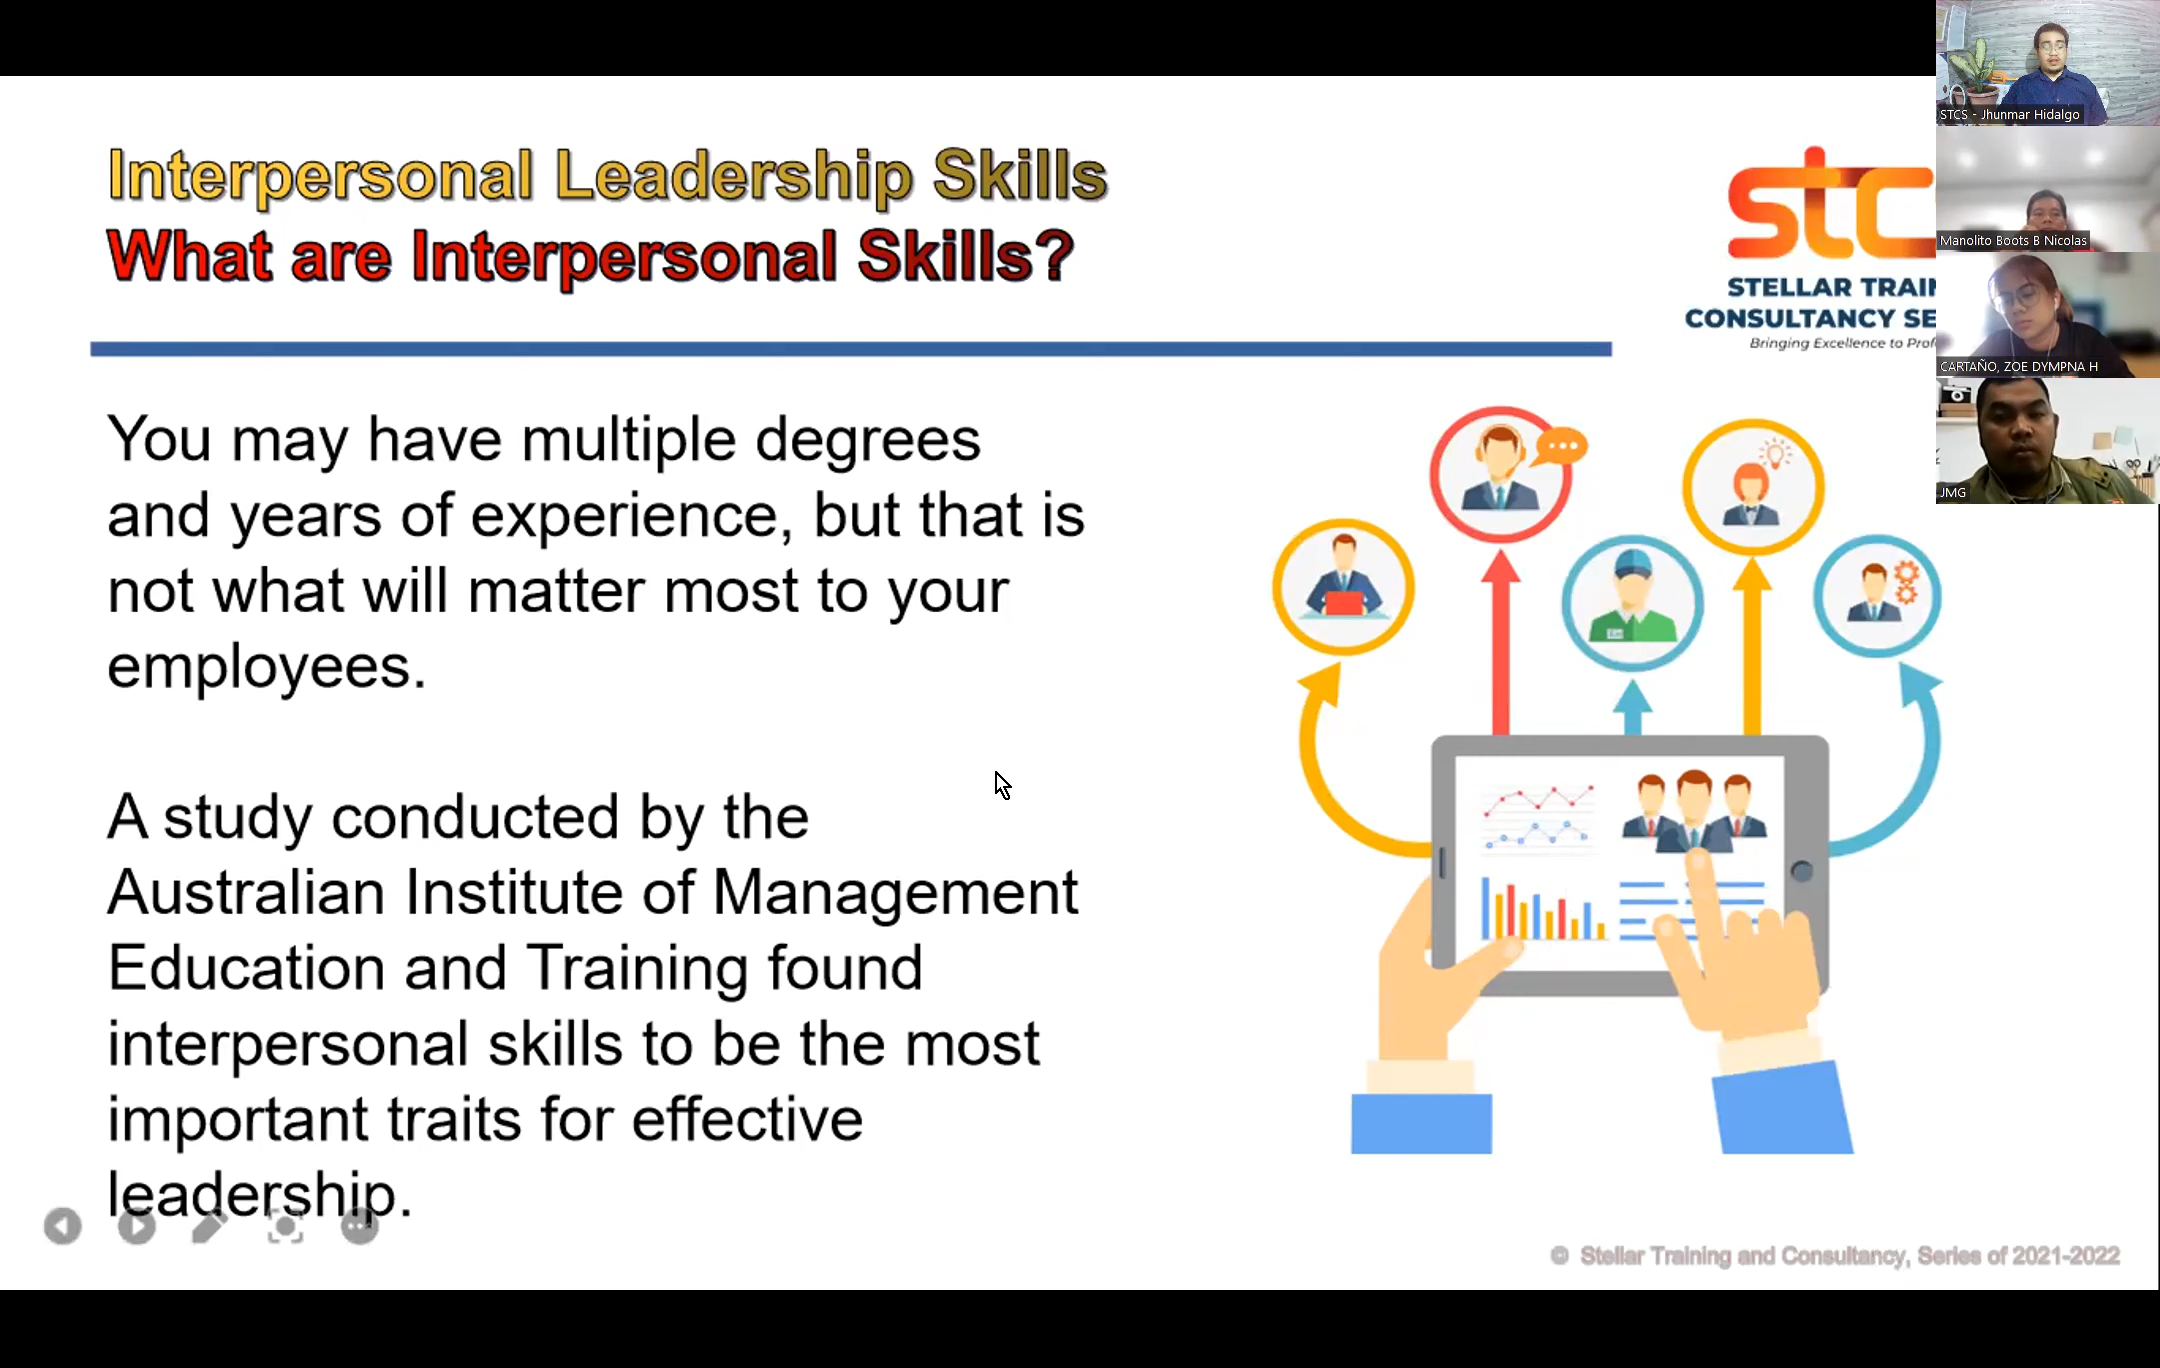 Interpersonal Leadership Skills
What are Interpersonal Skills?
You may have multiple degrees
and years of experience, but that is
not what will matter most to your
employees.
A study conducted by the
Australian Institute of Management
Education and Training found
interpersonal skills to be the most
important traits for effective
leadership.
stc
STELLAR TRAI
CONSULTANCY SE
Bringing Excellence to Prof
STCS - Jhunmar Hidalgo
Manolito Boots B Nicolas
CARTAÑO, ZOE DYMPNA H
JMG
© Stellar Training and Consultancy, Series of 2021-2022